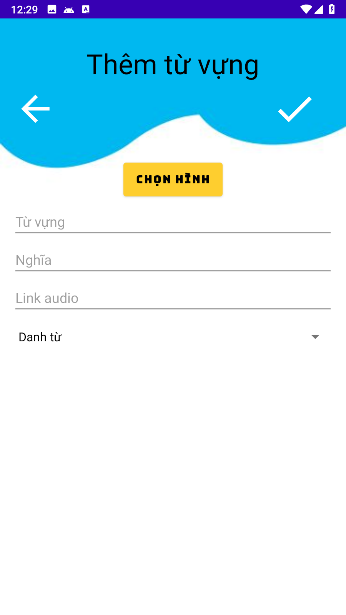 12:29
Thêm từ vựng
CHỌN HÌNH
Từ vựng
Nghĩa
Link audio
Danh từ